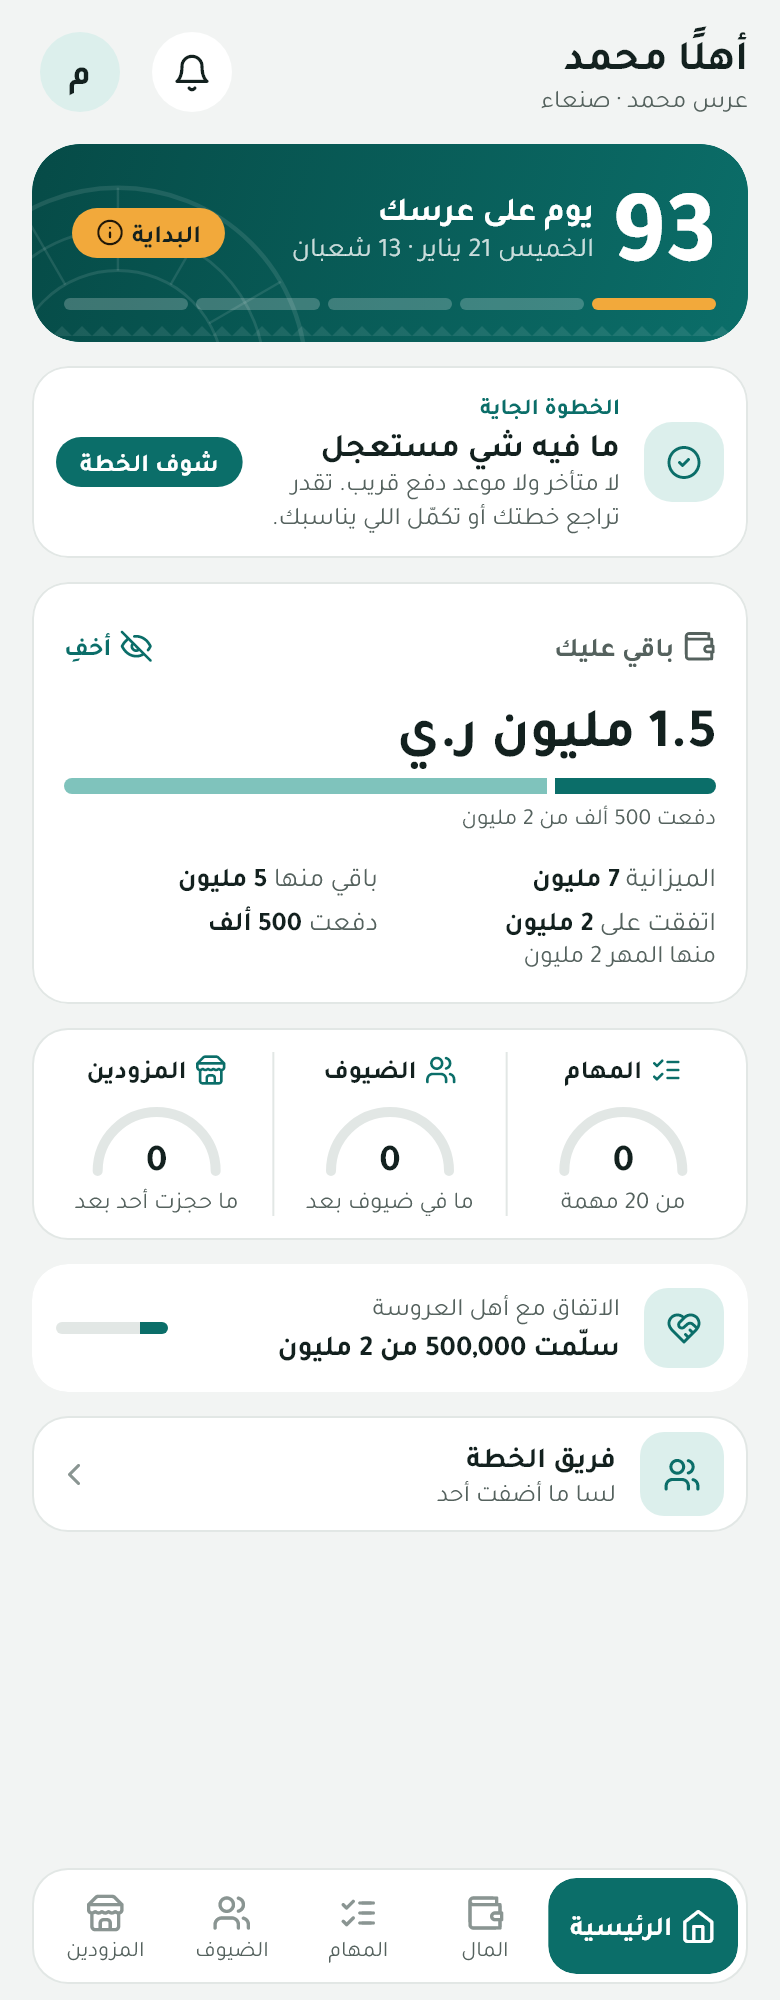 أهلًا محمد
عرس محمد · صنعاء
م
93
يوم على عرسك
الخميس 21 يناير · 13 شعبان
البداية
الخطوة الجاية
ما فيه شي مستعجل
لا متأخر ولا موعد دفع قريب. تقدر
تراجع خطتك أو تكمّل اللي يناسبك.
شوف الخطة
باقي عليك
أخفِ
1.5 مليون ر.ي
دفعت 500 ألف من 2 مليون
الميزانية 7 مليون
باقي منها 5 مليون
اتفقت على 2 مليون
دفعت 500 ألف
منها المهر 2 مليون
المهام
الضيوف
المزودين
0
0
0
من 20 مهمة
ما في ضيوف بعد
ما حجزت أحد بعد
الاتفاق مع أهل العروسة
سلّمت 500,000 من 2 مليون
فريق الخطة
لسا ما أضفت أحد
الرئيسية
المال
المهام
الضيوف
المزودين